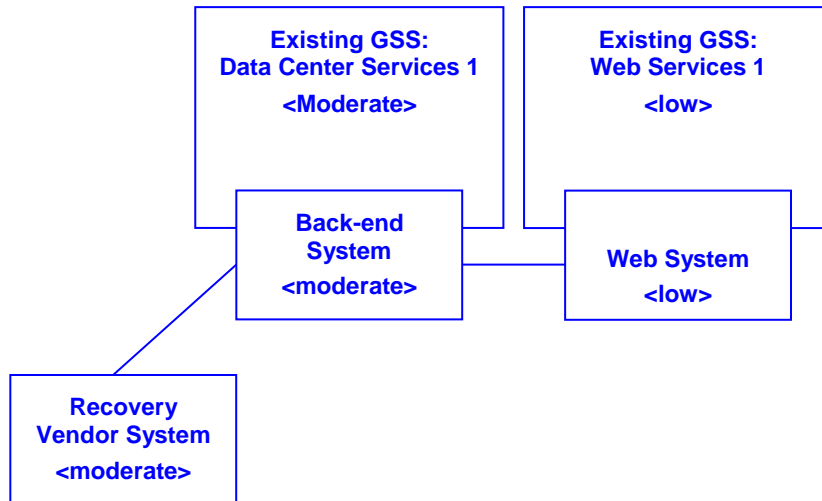 Existing GSS:
Data Center Services 1
<Moderate>
Existing GSS:
Web Services 1
<low>
Back-end
System
<moderate>
Web System
<low>
Recovery
Vendor System
<moderate>